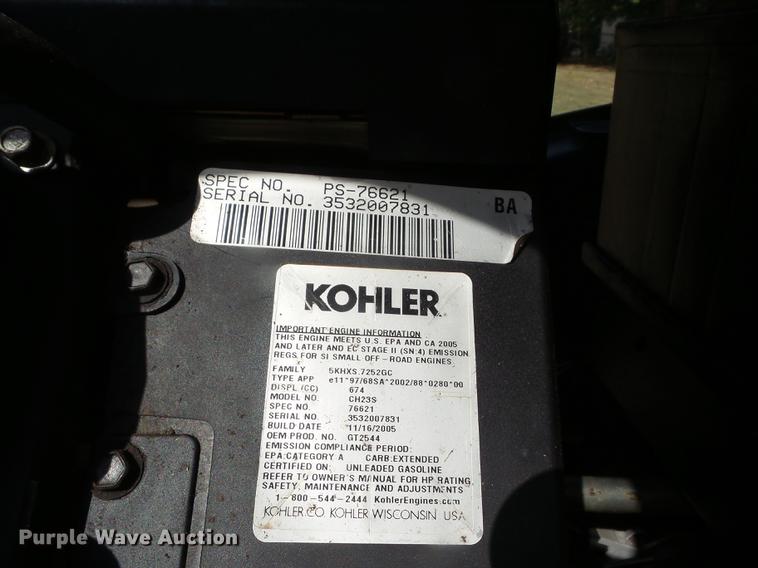 SPEC NO. PS-76621
SERIAL NO. 3532007831
BA
KOHLER
IMPORTANT ENGINE INFORMATION
THIS ENGINE MEETS U.S. EPA AND CA 2005
AND LATER AND EC STAGE II (SN:4) EMISSION
REGS FOR SI SMALL OFF-ROAD ENGINES.
FAMILY 5KHXS.7252GC
TYPE APP e11*97/68SA*2002/88*0280*00
DISPL (CC) 674
MODEL NO. CH23S
SPEC NO. 76621
SERIAL NO. 3532007831
BUILD DATE 11/16/2005
OEM PROD. NO. GT2544
EMISSION COMPLIANCE PERIOD:
EPA:CATEGORY A CARB:EXTENDED
CERTIFIED ON: UNLEADED GASOLINE
REFER TO OWNER'S MANUAL FOR HP RATING,
SAFETY, MAINTENANCE AND ADJUSTMENTS
1-800-544-2444 KohlerEngines.com
KOHLER CO. KOHLER WISCONSIN USA
Purple Wave Auction